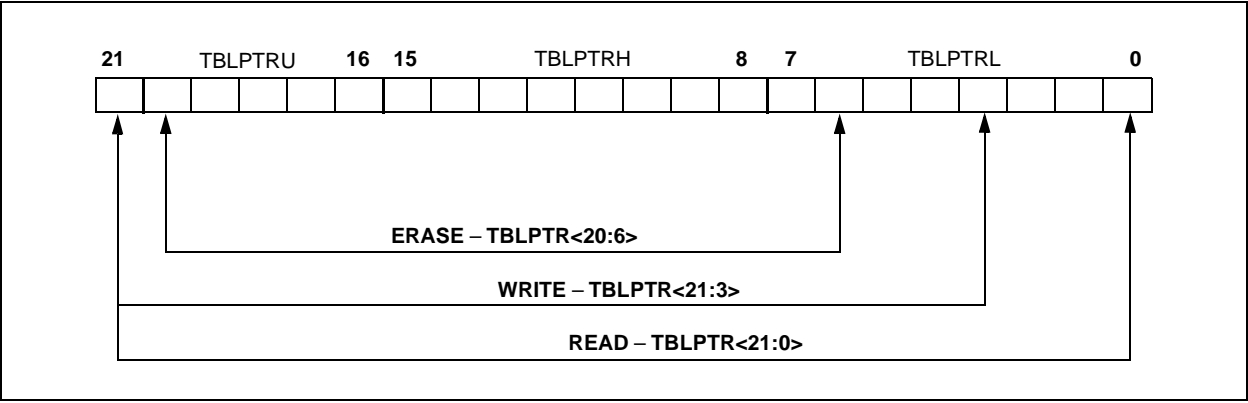 21 TBLPTRU 16 15 TBLPTRH 8 7 TBLPTRL 0
ERASE – TBLPTR<20:6>
WRITE – TBLPTR<21:3>
READ – TBLPTR<21:0>